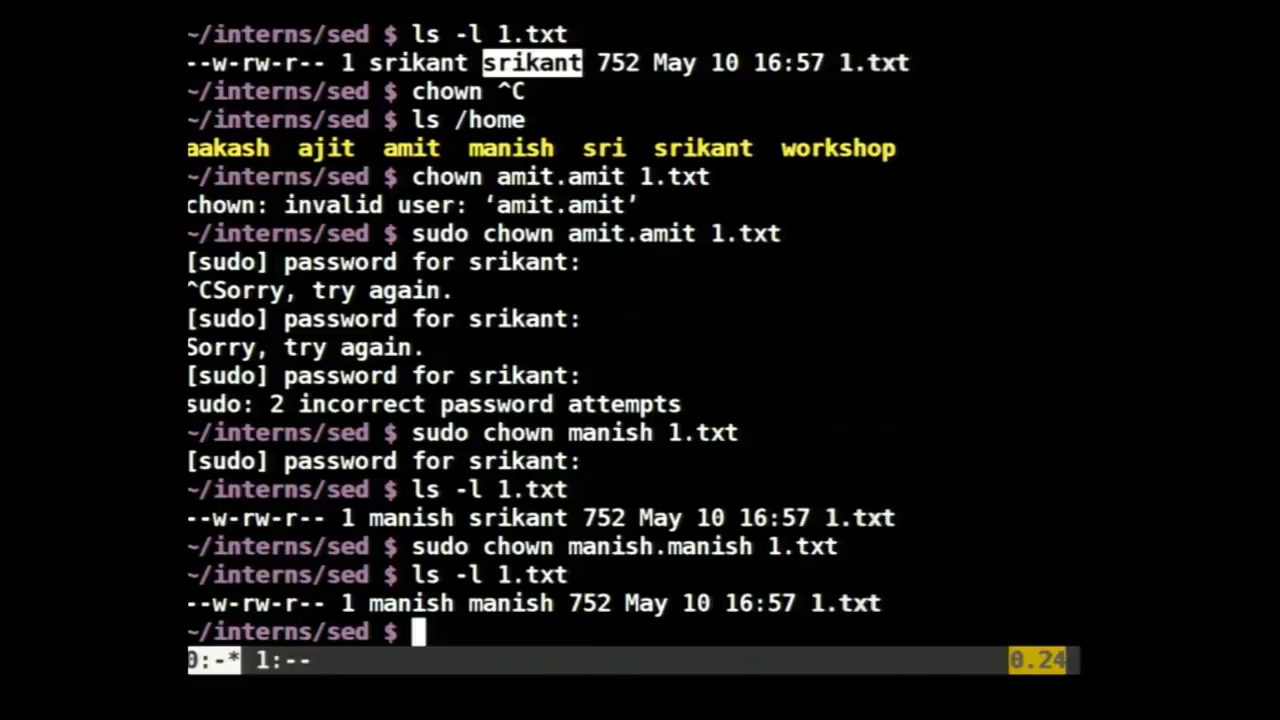 ~/interns/sed $ ls -l 1.txt
--w-rw-r-- 1 srikant srikant 752 May 10 16:57 1.txt
~/interns/sed $ chown ^C
~/interns/sed $ ls /home
aakash  ajit  amit  manish  sri  srikant  workshop
~/interns/sed $ chown amit.amit 1.txt
chown: invalid user: ‘amit.amit’
~/interns/sed $ sudo chown amit.amit 1.txt
[sudo] password for srikant:
^CSorry, try again.
[sudo] password for srikant:
Sorry, try again.
[sudo] password for srikant:
sudo: 2 incorrect password attempts
~/interns/sed $ sudo chown manish 1.txt
[sudo] password for srikant:
~/interns/sed $ ls -l 1.txt
--w-rw-r-- 1 manish srikant 752 May 10 16:57 1.txt
~/interns/sed $ sudo chown manish.manish 1.txt
~/interns/sed $ ls -l 1.txt
--w-rw-r-- 1 manish manish 752 May 10 16:57 1.txt
~/interns/sed $
0:-* 1:-- 0.24